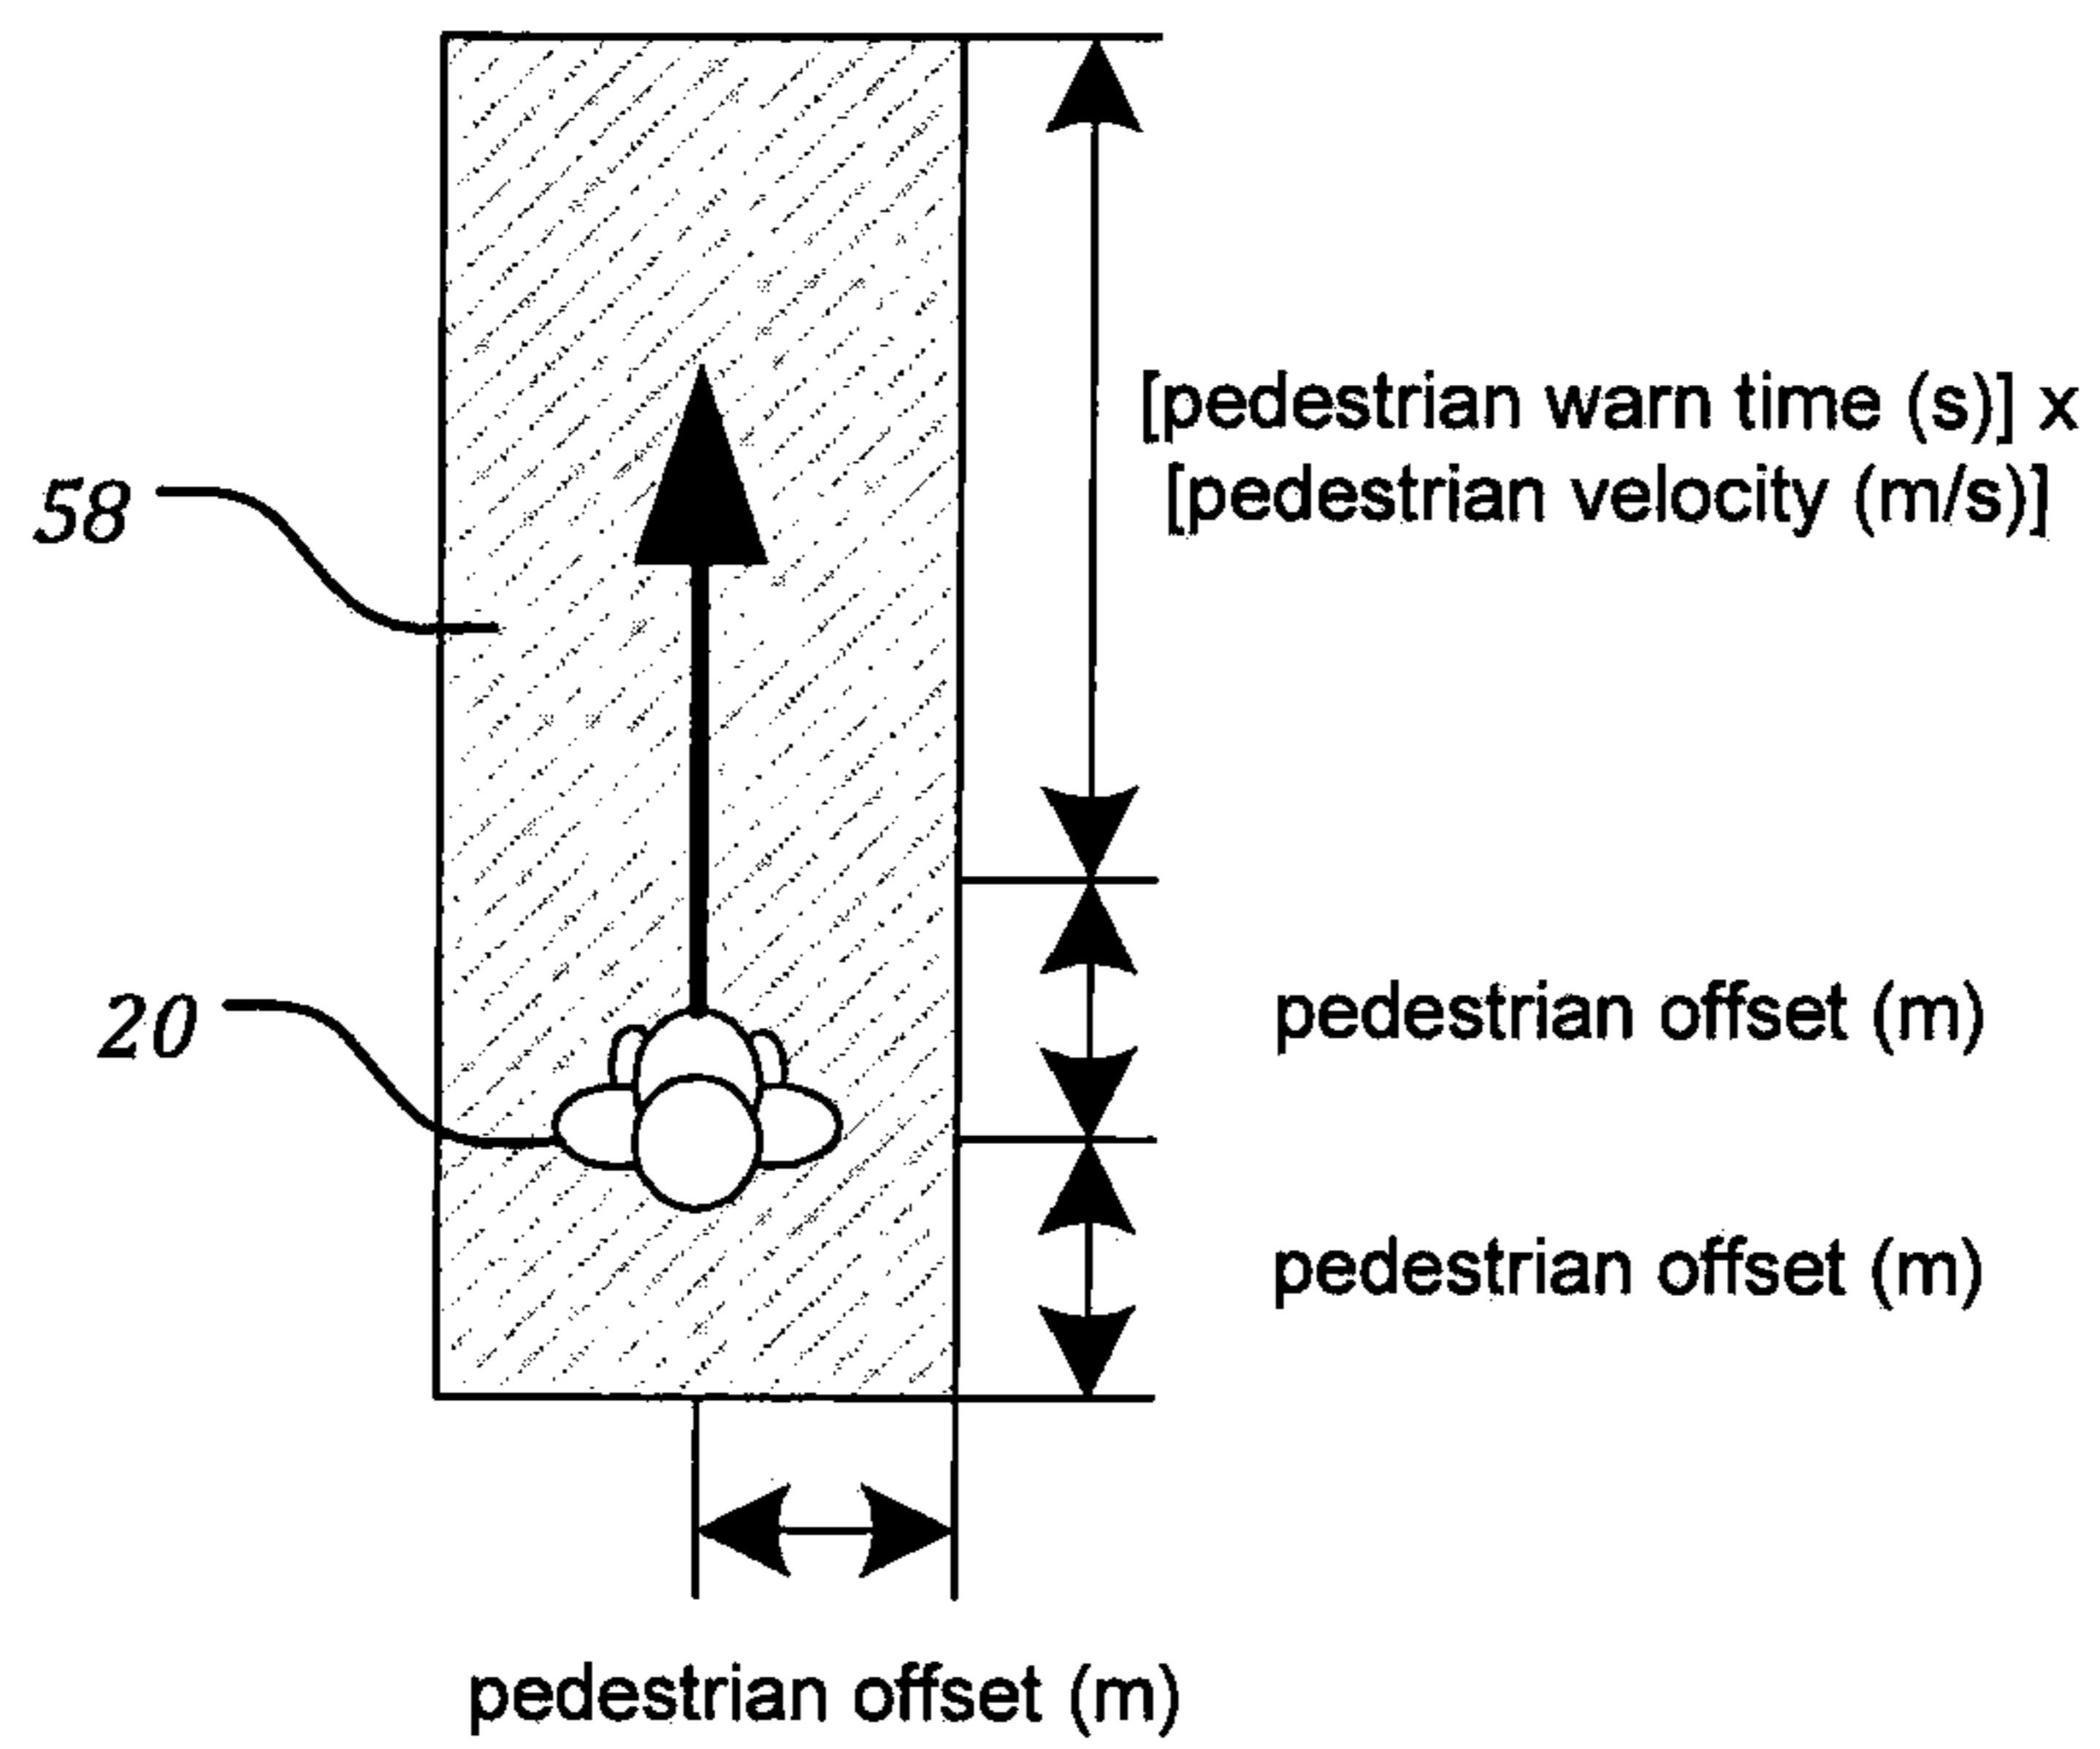 [pedestrian warn time (s)] x
[pedestrian velocity (m/s)]
58
20
pedestrian offset (m)
pedestrian offset (m)
pedestrian offset (m)